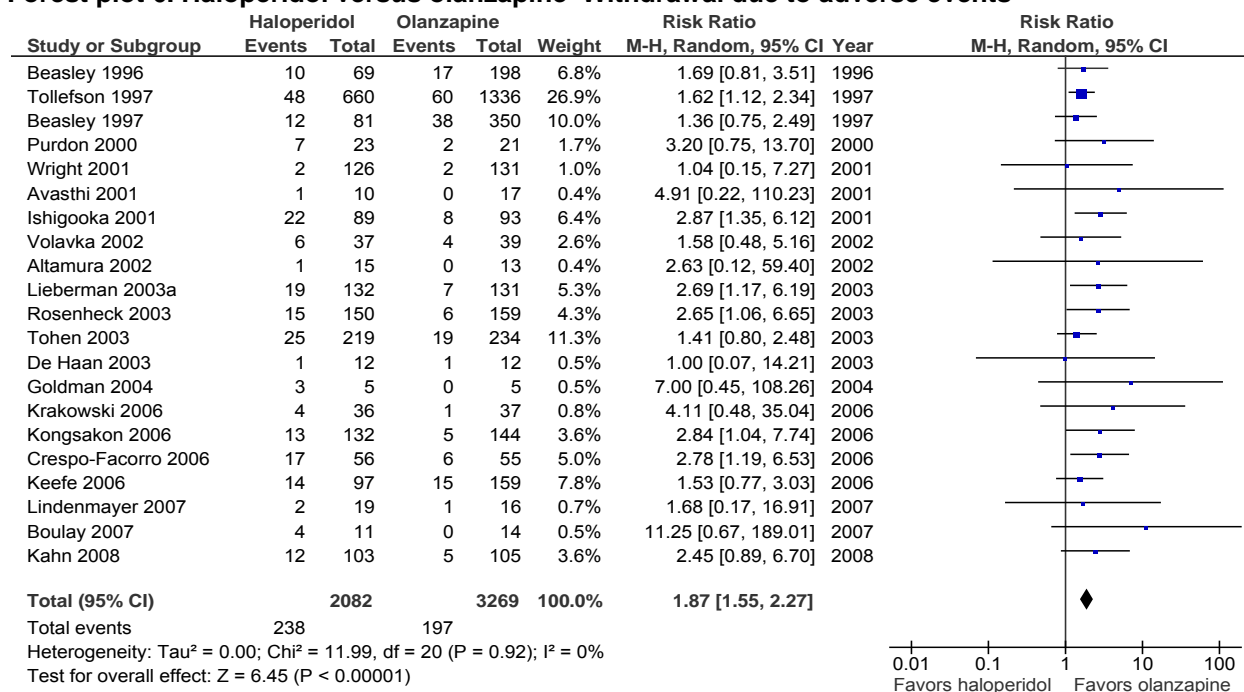 Forest plot 6. Haloperidol versus olanzapine–Withdrawal due to adverse events
Haloperidol Olanzapine Risk Ratio Risk Ratio
Study or Subgroup Events Total Events Total Weight M-H, Random, 95% CI Year M-H, Random, 95% CI
Beasley 1996 10 69 17 198 6.8% 1.69 [0.81, 3.51] 1996
Tollefson 1997 48 660 60 1336 26.9% 1.62 [1.12, 2.34] 1997
Beasley 1997 12 81 38 350 10.0% 1.36 [0.75, 2.49] 1997
Purdon 2000 7 23 2 21 1.7% 3.20 [0.75, 13.70] 2000
Wright 2001 2 126 2 131 1.0% 1.04 [0.15, 7.27] 2001
Avasthi 2001 1 10 0 17 0.4% 4.91 [0.22, 110.23] 2001
Ishigooka 2001 22 89 8 93 6.4% 2.87 [1.35, 6.12] 2001
Volavka 2002 6 37 4 39 2.6% 1.58 [0.48, 5.16] 2002
Altamura 2002 1 15 0 13 0.4% 2.63 [0.12, 59.40] 2002
Lieberman 2003a 19 132 7 131 5.3% 2.69 [1.17, 6.19] 2003
Rosenheck 2003 15 150 6 159 4.3% 2.65 [1.06, 6.65] 2003
Tohen 2003 25 219 19 234 11.3% 1.41 [0.80, 2.48] 2003
De Haan 2003 1 12 1 12 0.5% 1.00 [0.07, 14.21] 2003
Goldman 2004 3 5 0 5 0.5% 7.00 [0.45, 108.26] 2004
Krakowski 2006 4 36 1 37 0.8% 4.11 [0.48, 35.04] 2006
Kongsakon 2006 13 132 5 144 3.6% 2.84 [1.04, 7.74] 2006
Crespo-Facorro 2006 17 56 6 55 5.0% 2.78 [1.19, 6.53] 2006
Keefe 2006 14 97 15 159 7.8% 1.53 [0.77, 3.03] 2006
Lindenmayer 2007 2 19 1 16 0.7% 1.68 [0.17, 16.91] 2007
Boulay 2007 4 11 0 14 0.5% 11.25 [0.67, 189.01] 2007
Kahn 2008 12 103 5 105 3.6% 2.45 [0.89, 6.70] 2008
Total (95% CI) 2082 3269 100.0% 1.87 [1.55, 2.27]
Total events 238 197
Heterogeneity: Tau² = 0.00; Chi² = 11.99, df = 20 (P = 0.92); I² = 0%
Test for overall effect: Z = 6.45 (P < 0.00001)
0.01 0.1 1 10 100
Favors haloperidol Favors olanzapine